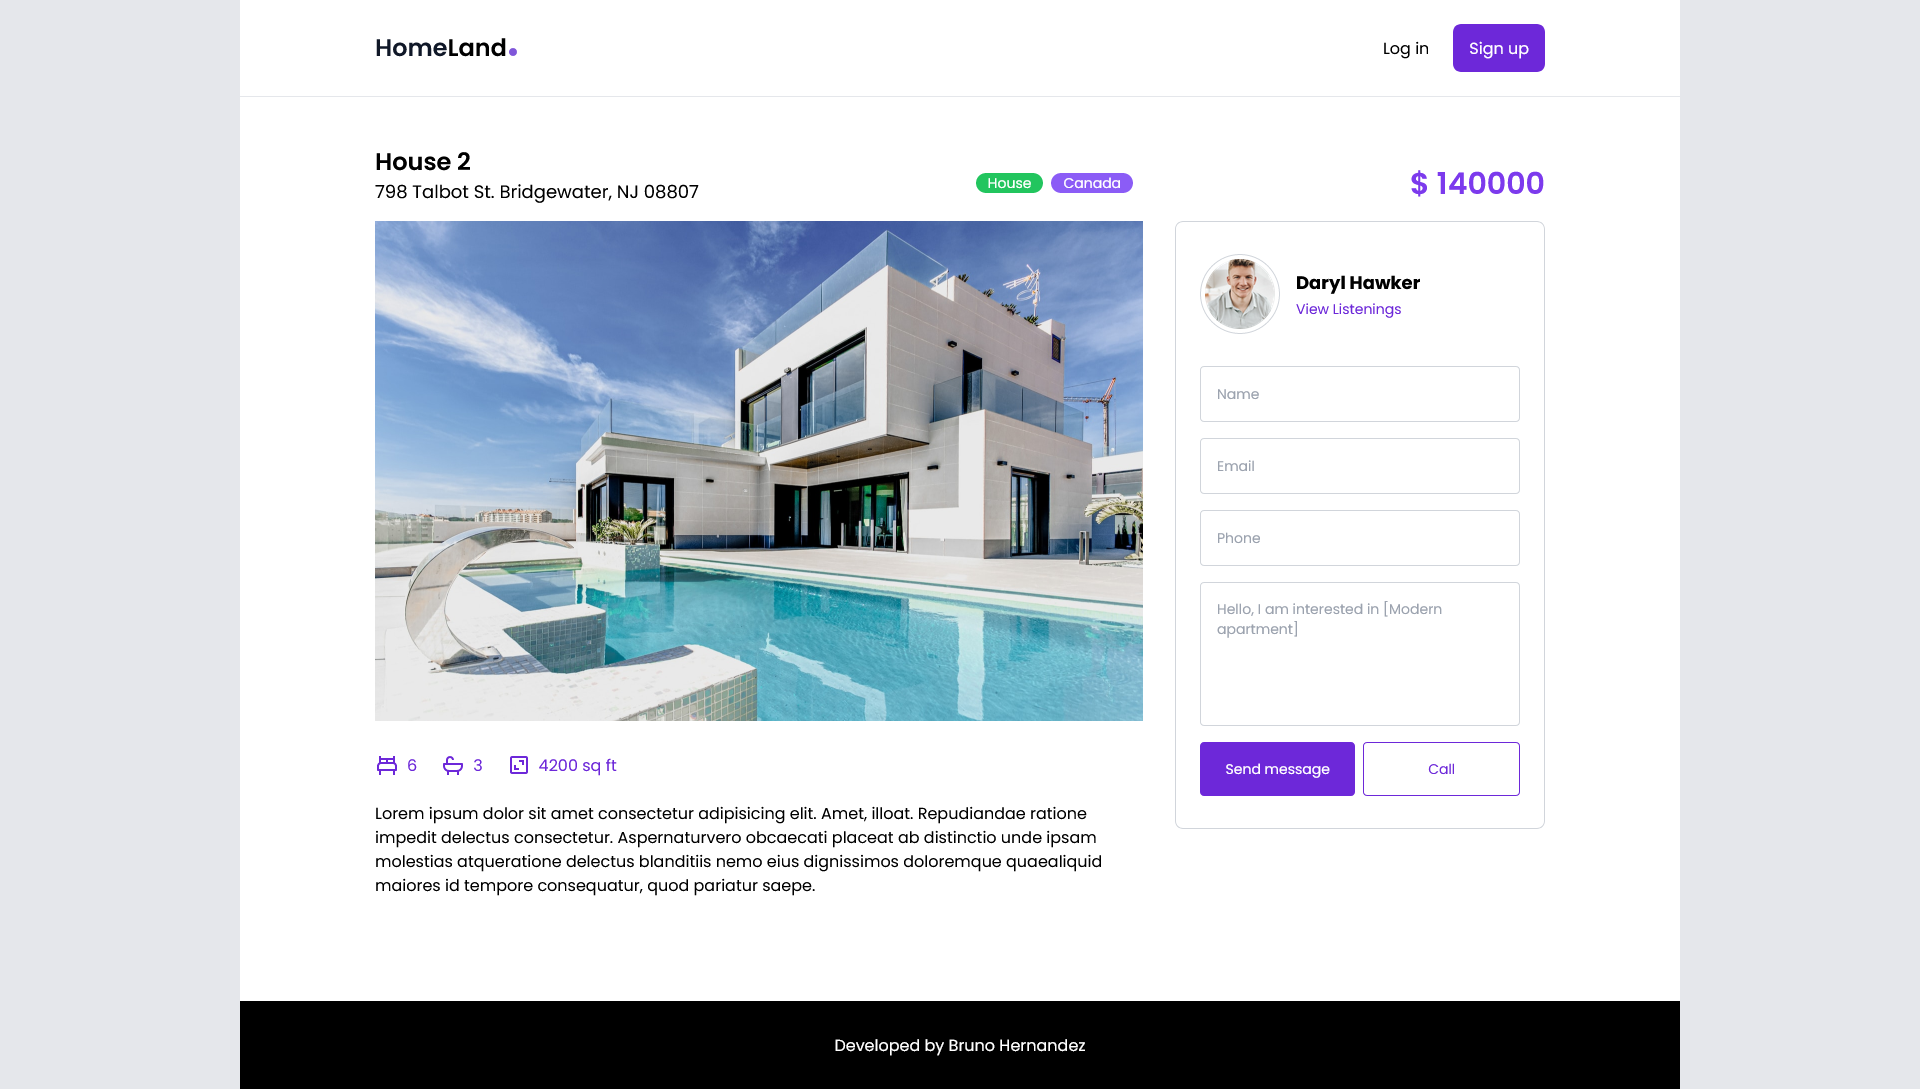 HomeLand.
Log in
Sign up
House 2
798 Talbot St. Bridgewater, NJ 08807
House
Canada
$ 140000
Daryl Hawker
View Listenings
Name
Email
Phone
Hello, I am interested in [Modern
apartment]
Send message
Call
6
3
4200 sq ft
Lorem ipsum dolor sit amet consectetur adipisicing elit. Amet, illoat. Repudiandae ratione
impedit delectus consectetur. Aspernaturvero obcaecati placeat ab distinctio unde ipsam
molestias atqueratione delectus blanditiis nemo eius dignissimos doloremque quaealiquid
maiores id tempore consequatur, quod pariatur saepe.
Developed by Bruno Hernandez